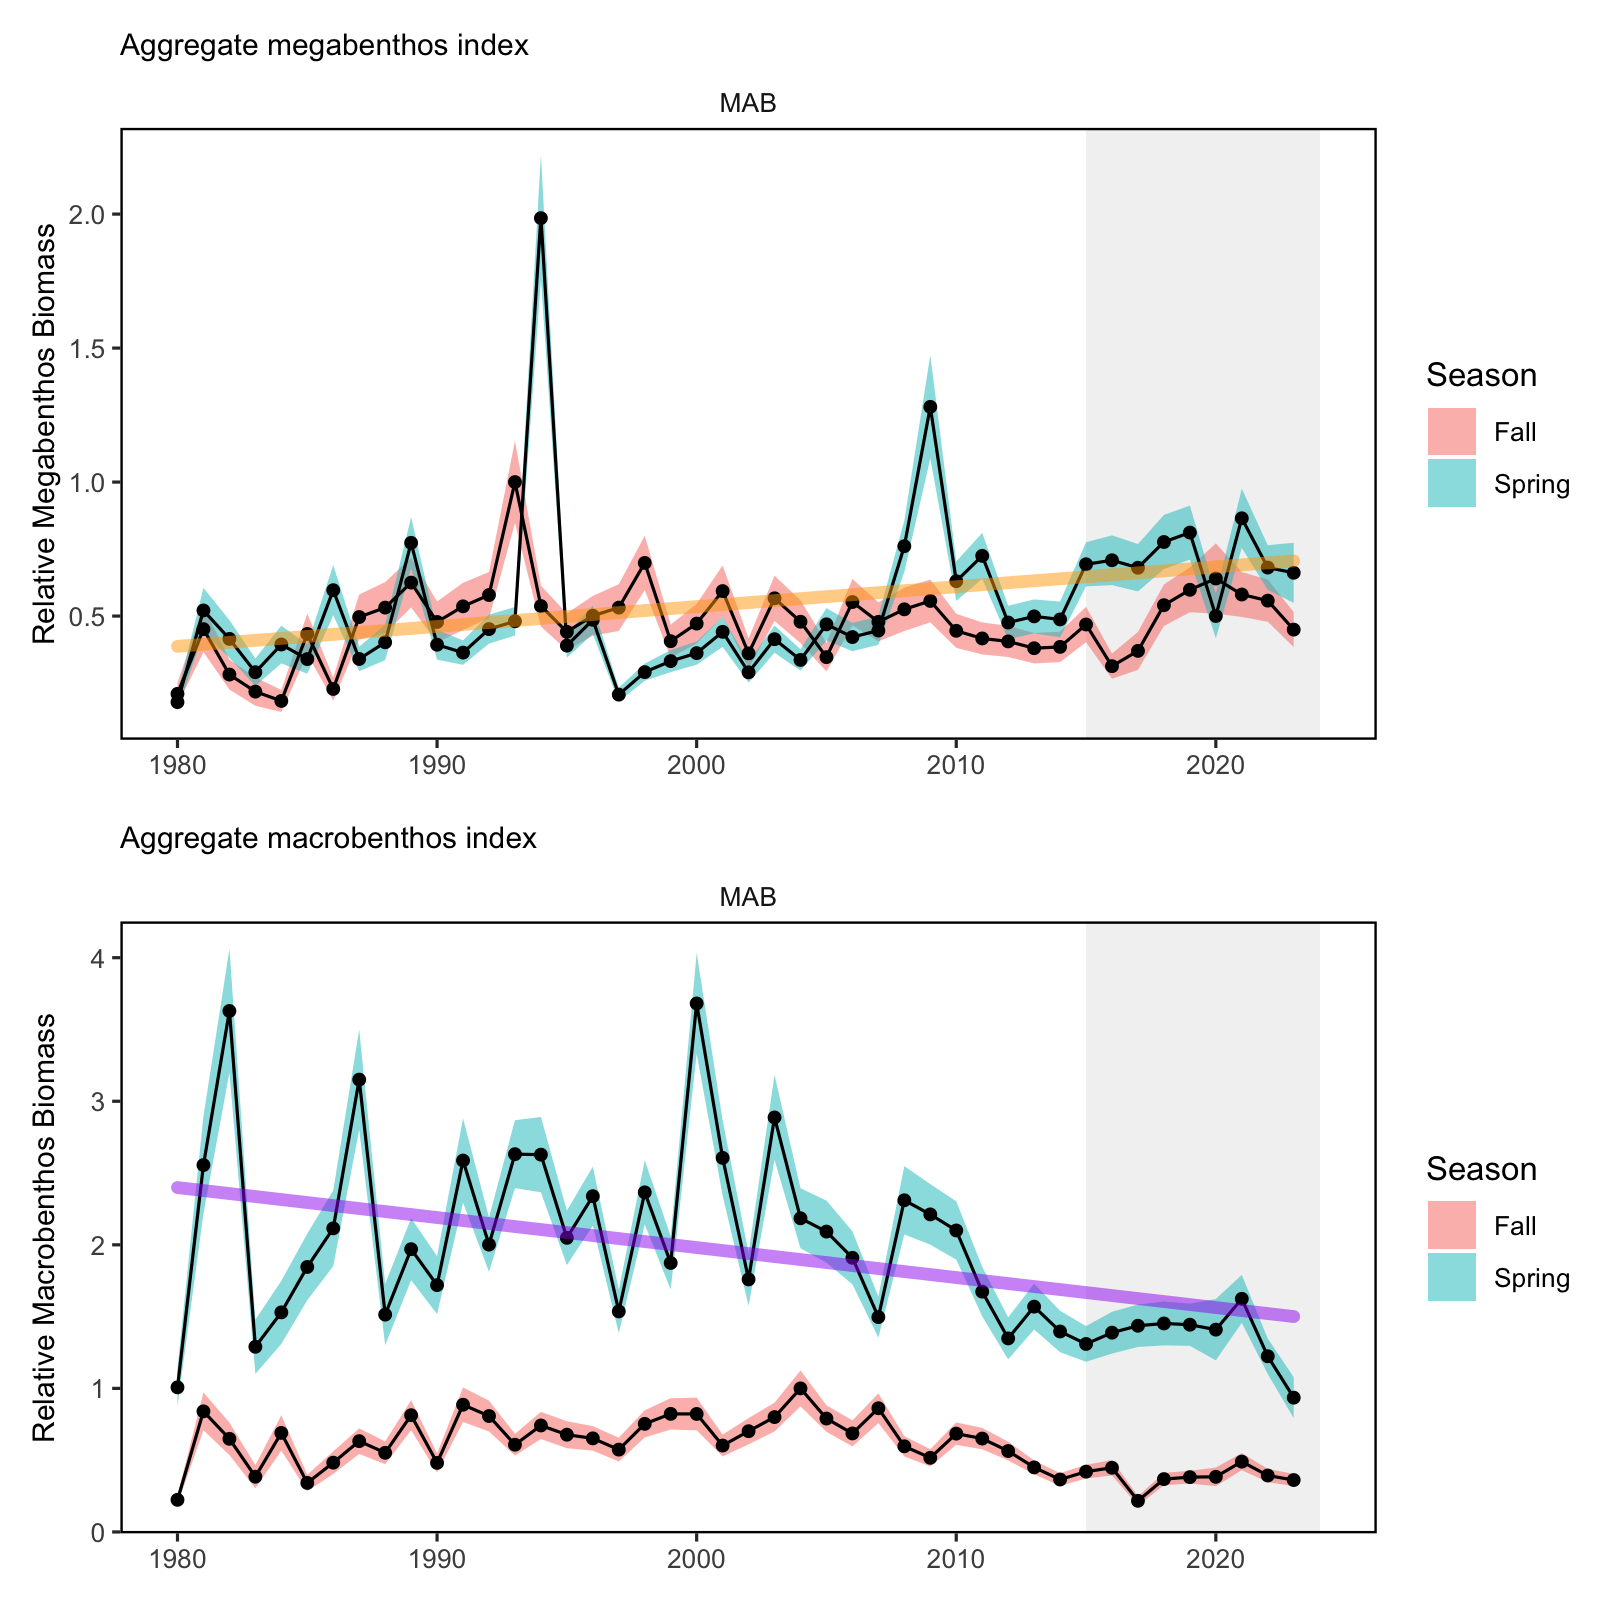 Aggregate megabenthos index
MAB
Relative Megabenthos Biomass
2.0
1.5
1.0
0.5
1980 1990 2000 2010 2020
Season
Fall
Spring
Aggregate macrobenthos index
MAB
Relative Macrobenthos Biomass
4
3
2
1
0
1980 1990 2000 2010 2020
Season
Fall
Spring